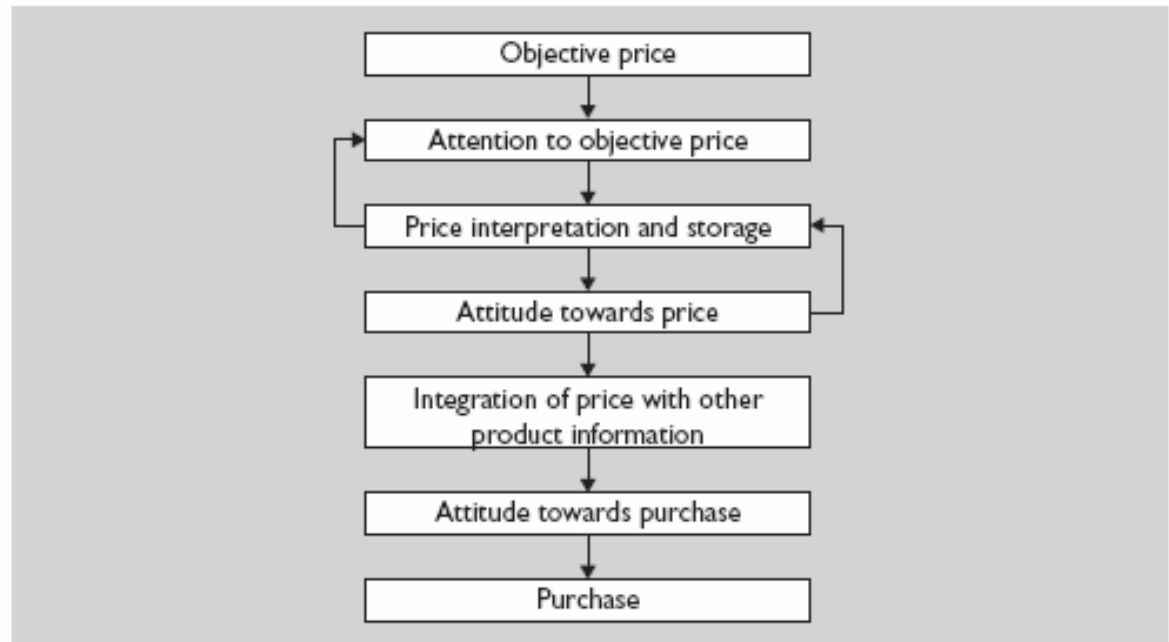 Objective price
Attention to objective price
Price interpretation and storage
Attitude towards price
Integration of price with other
product information
Attitude towards purchase
Purchase